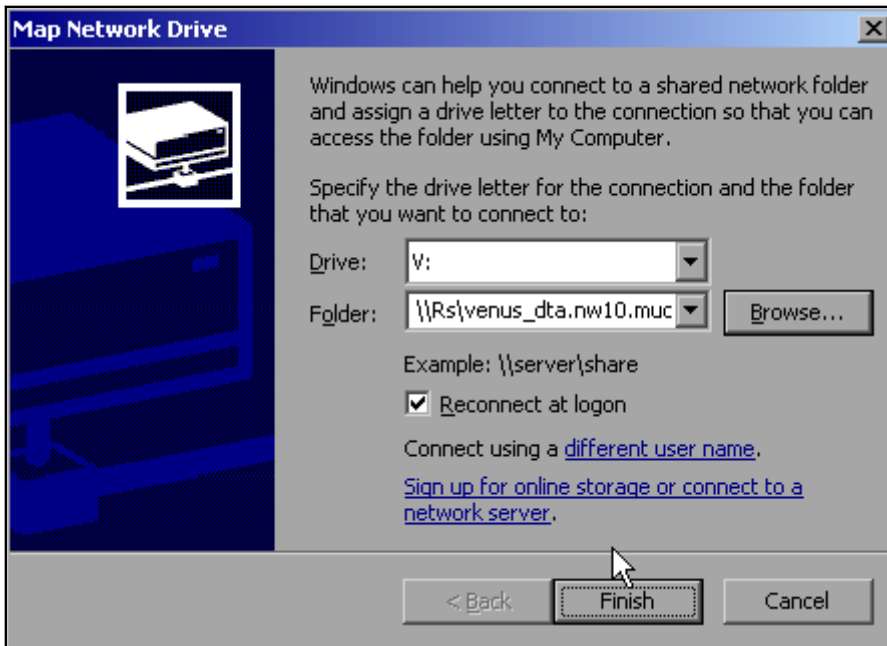 Map Network Drive
Windows can help you connect to a shared network folder
and assign a drive letter to the connection so that you can
access the folder using My Computer.
Specify the drive letter for the connection and the folder
that you want to connect to:
Drive: V:
Folder: \\Rs\venus_dta.nw10.muc Browse...
Example: \\server\share
Reconnect at logon
Connect using a different user name.
Sign up for online storage or connect to a
network server.
< Back Finish Cancel